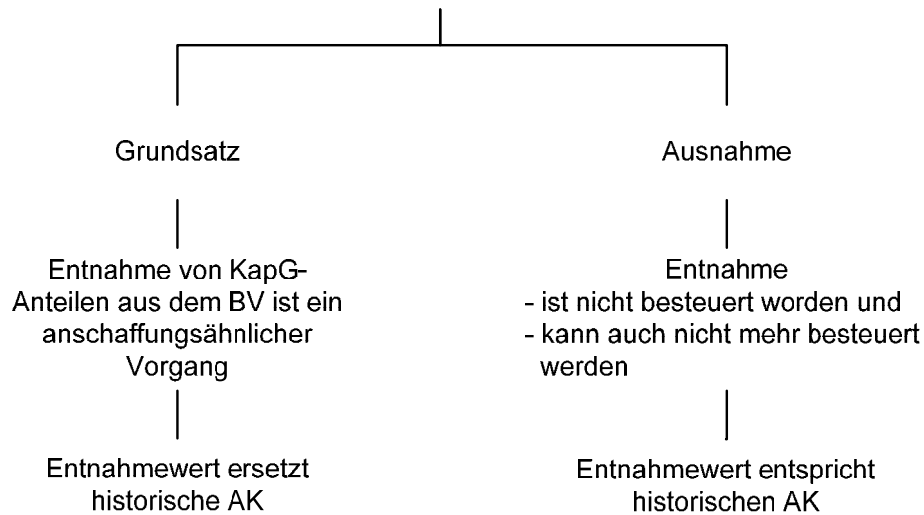 Grundsatz
Entnahme von KapG-
Anteilen aus dem BV ist ein
anschaffungsähnlicher
Vorgang
Entnahmewert ersetzt
historische AK
Ausnahme
Entnahme
- ist nicht besteuert worden und
- kann auch nicht mehr besteuert
werden
Entnahmewert entspricht
historischen AK